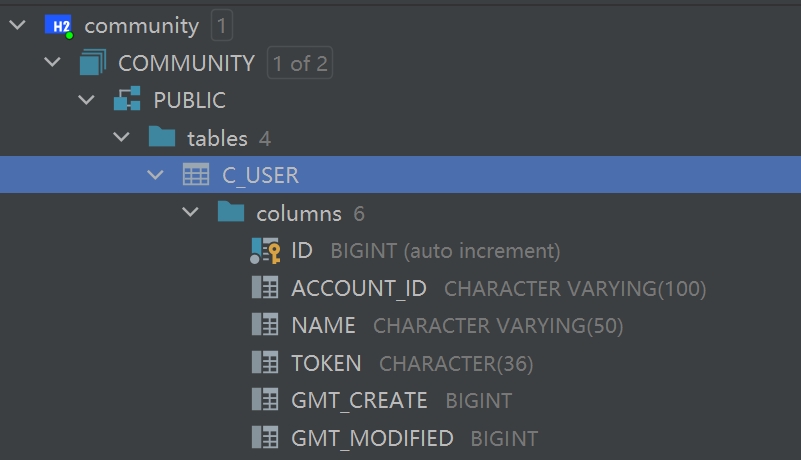 H2 community 1
COMMUNITY 1 of 2
PUBLIC
tables 4
C_USER
columns 6
ID BIGINT (auto increment)
ACCOUNT_ID CHARACTER VARYING(100)
NAME CHARACTER VARYING(50)
TOKEN CHARACTER(36)
GMT_CREATE BIGINT
GMT_MODIFIED BIGINT